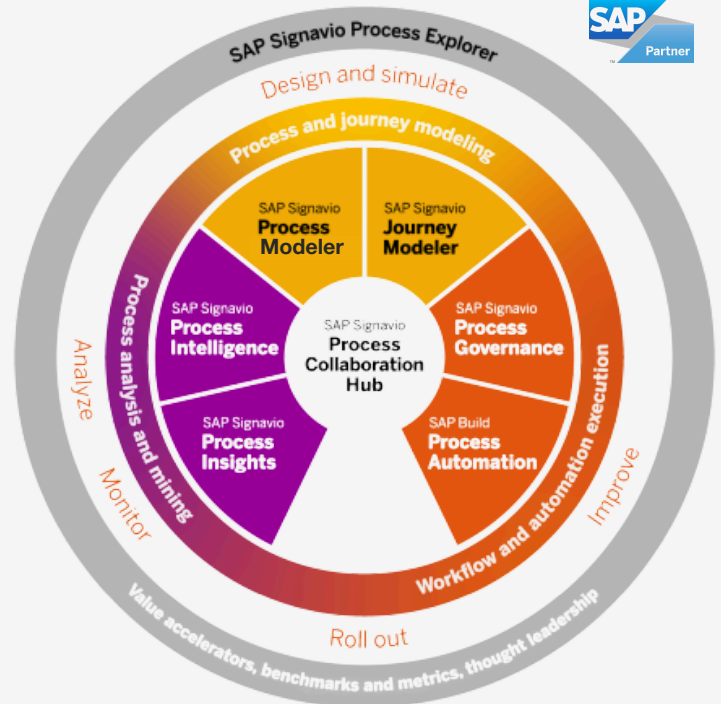 SAP
™ Partner
SAP Signavio Process Explorer
Design and simulate
Process and journey modeling
SAP Signavio
Process
Modeler
SAP Signavio
Journey
Modeler
SAP Signavio
Process
Intelligence
SAP Signavio
Process
Governance
SAP Signavio
Process
Collaboration
Hub
SAP Signavio
Process
Insights
SAP Build
Process
Automation
Process analysis and mining
Workflow and automation execution
Analyze
Monitor
Improve
Roll out
Value accelerators, benchmarks and metrics, thought leadership